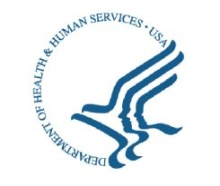 DEPARTMENT OF HEALTH & HUMAN SERVICES • USA